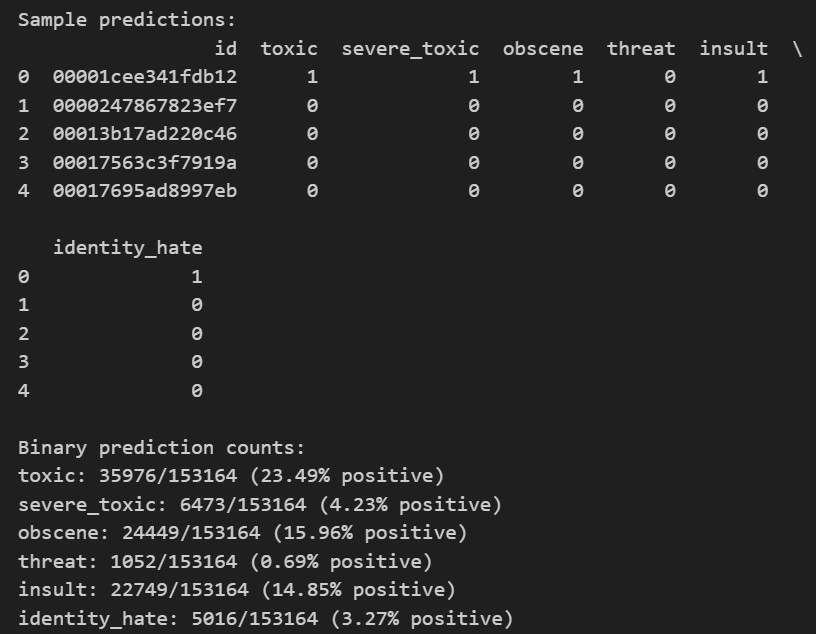 Sample predictions:
                 id  toxic  severe_toxic  obscene  threat  insult  \
0  00001cee341fdb12      1             1        1       0       1
1  0000247867823ef7      0             0        0       0       0
2  00013b17ad220c46      0             0        0       0       0
3  00017563c3f7919a      0             0        0       0       0
4  00017695ad8997eb      0             0        0       0       0

   identity_hate
0              1
1              0
2              0
3              0
4              0

Binary prediction counts:
toxic: 35976/153164 (23.49% positive)
severe_toxic: 6473/153164 (4.23% positive)
obscene: 24449/153164 (15.96% positive)
threat: 1052/153164 (0.69% positive)
insult: 22749/153164 (14.85% positive)
identity_hate: 5016/153164 (3.27% positive)